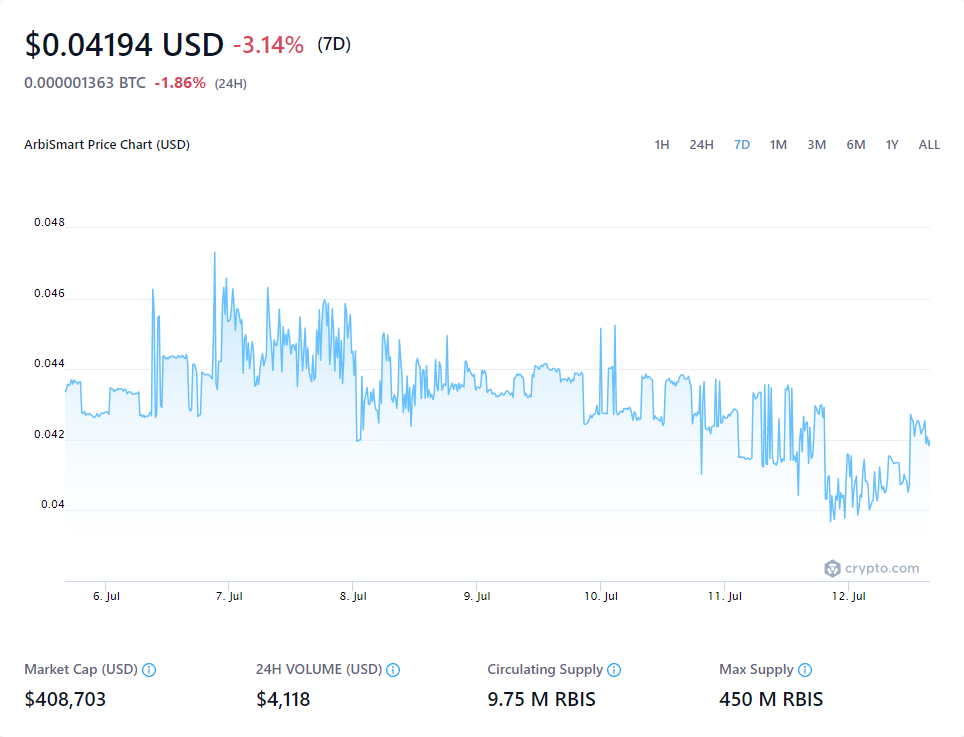 $0.04194 USD -3.14% (7D)
0.000001363 BTC -1.86% (24H)
ArbiSmart Price Chart (USD)
1H 24H 7D 1M 3M 6M 1Y ALL
0.048
0.046
0.044
0.042
0.04
crypto.com
6. Jul 7. Jul 8. Jul 9. Jul 10. Jul 11. Jul 12. Jul
Market Cap (USD) 24H VOLUME (USD) Circulating Supply Max Supply
$408,703 $4,118 9.75 M RBIS 450 M RBIS